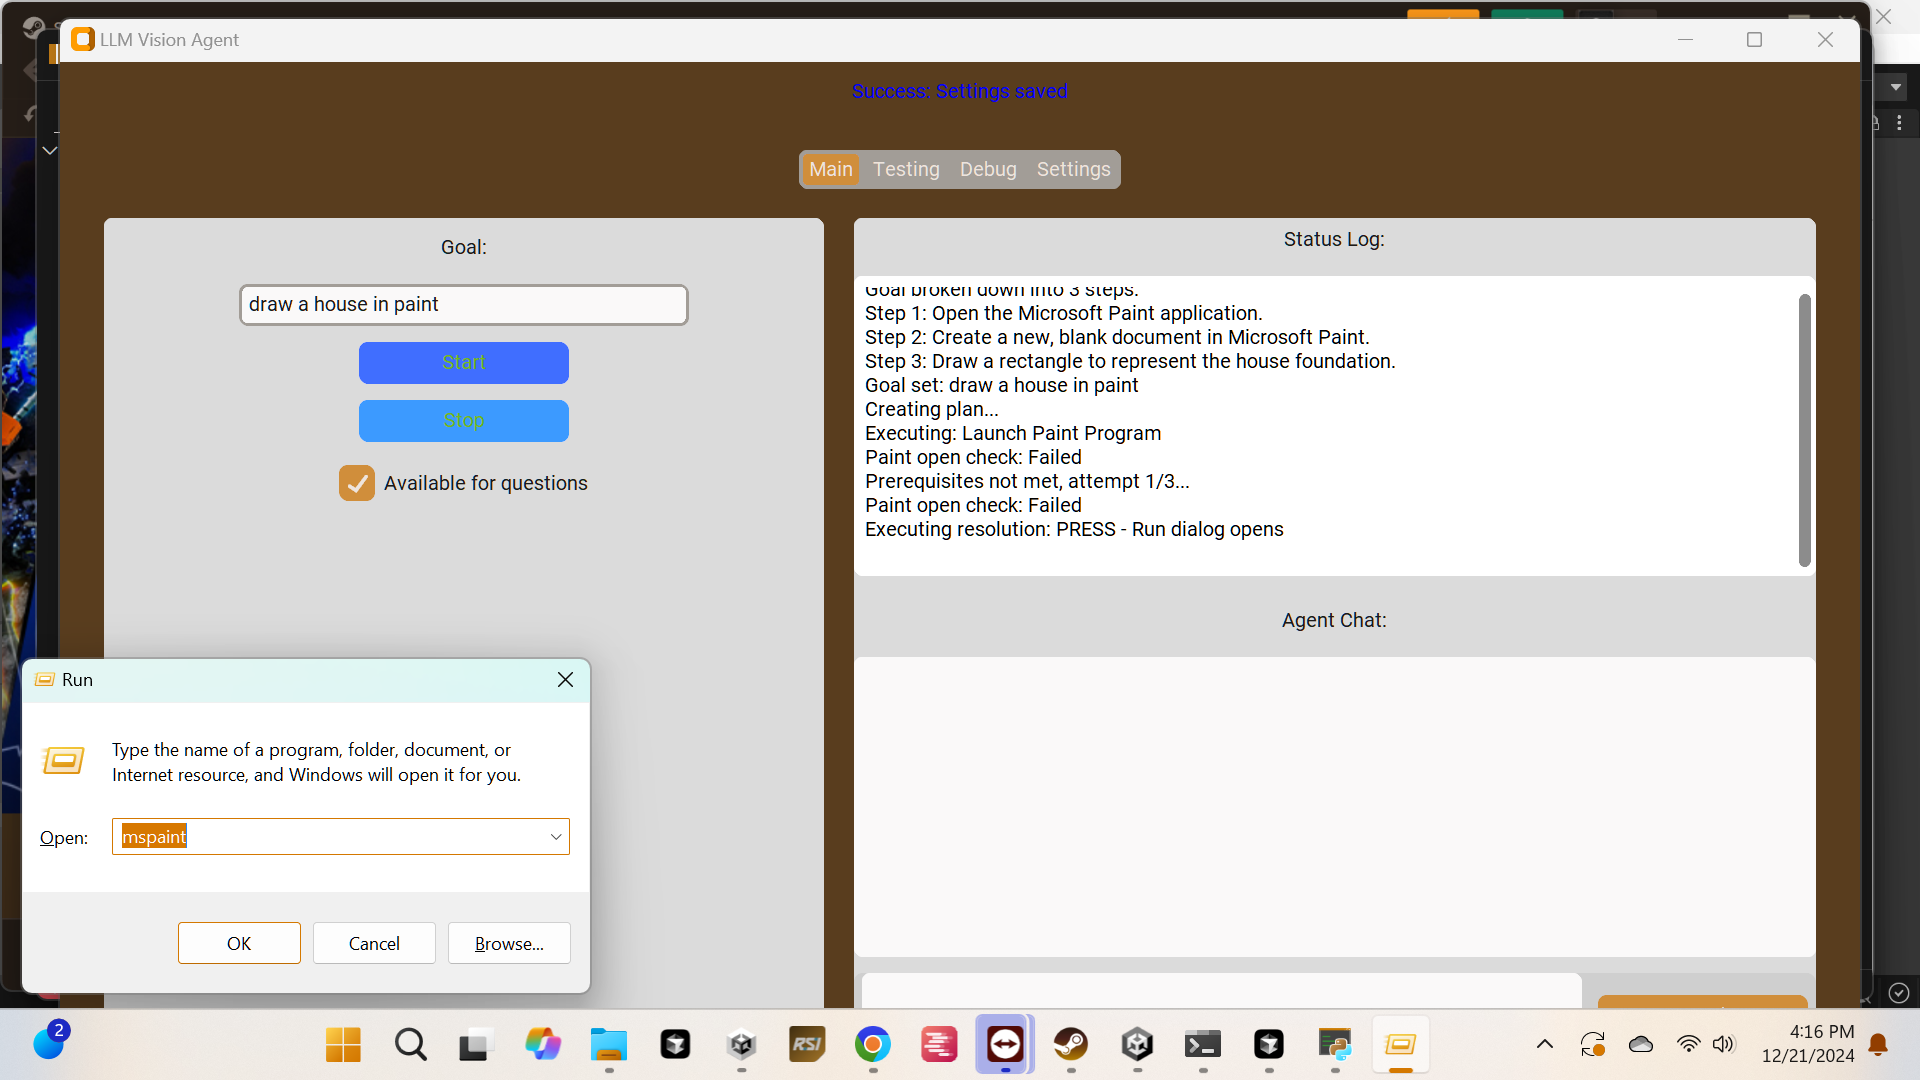 LLM Vision Agent
Success: Settings saved
Main Testing Debug Settings
Goal:
draw a house in paint
Start
Stop
Available for questions
Status Log:
Goal broken down into 3 steps.
Step 1: Open the Microsoft Paint application.
Step 2: Create a new, blank document in Microsoft Paint.
Step 3: Draw a rectangle to represent the house foundation.
Goal set: draw a house in paint
Creating plan...
Executing: Launch Paint Program
Paint open check: Failed
Prerequisites not met, attempt 1/3...
Paint open check: Failed
Executing resolution: PRESS - Run dialog opens
Agent Chat:
Run
Type the name of a program, folder, document, or
Internet resource, and Windows will open it for you.
Open: mspaint
OK Cancel Browse...
2
RSI
4:16 PM
12/21/2024